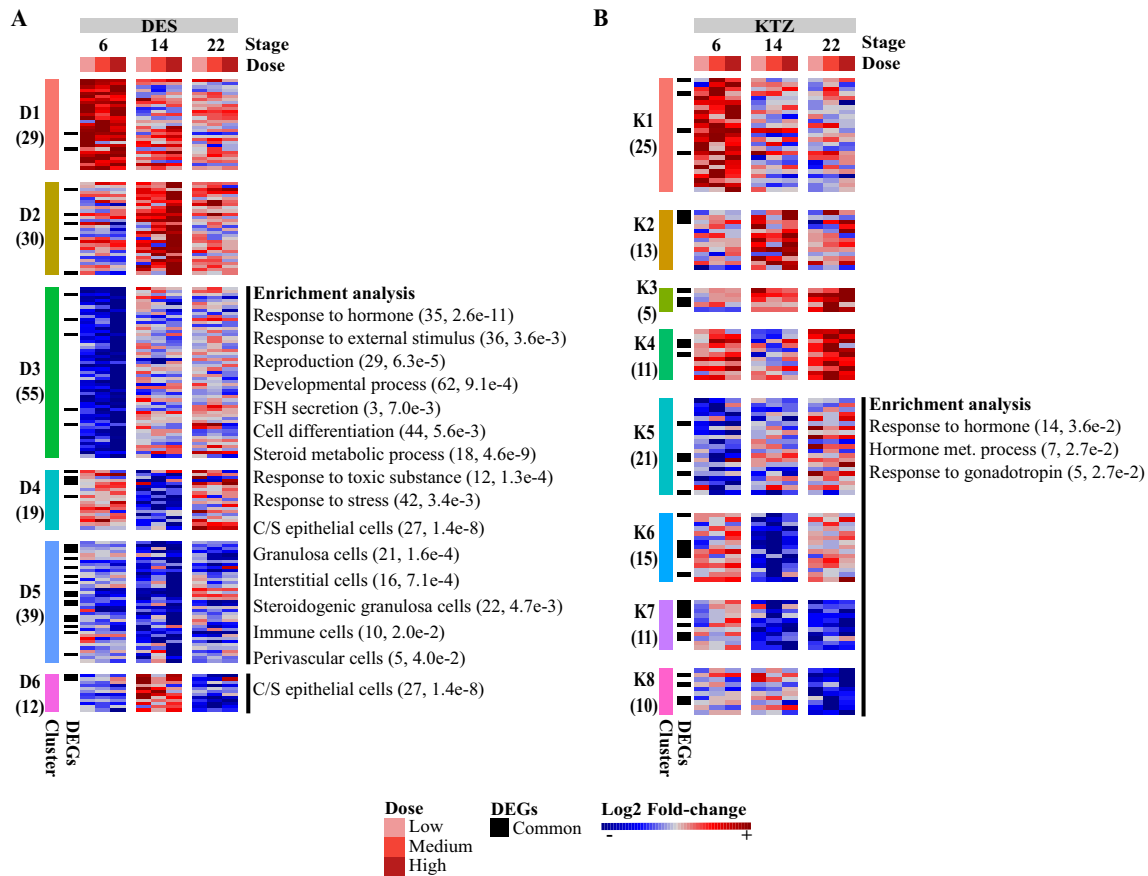 A
DES
6 14 22 Stage
Dose
D1
(29)
D2
(30)
D3
(55)
D4
(19)
D5
(39)
D6
(12)
Cluster
DEGs
Enrichment analysis
Response to hormone (35, 2.6e-11)
Response to external stimulus (36, 3.6e-3)
Reproduction (29, 6.3e-5)
Developmental process (62, 9.1e-4)
FSH secretion (3, 7.0e-3)
Cell differentiation (44, 5.6e-3)
Steroid metabolic process (18, 4.6e-9)
Response to toxic substance (12, 1.3e-4)
Response to stress (42, 3.4e-3)
C/S epithelial cells (27, 1.4e-8)
Granulosa cells (21, 1.6e-4)
Interstitial cells (16, 7.1e-4)
Steroidogenic granulosa cells (22, 4.7e-3)
Immune cells (10, 2.0e-2)
Perivascular cells (5, 4.0e-2)
C/S epithelial cells (27, 1.4e-8)
B
KTZ
6 14 22
Stage
Dose
K1
(25)
K2
(13)
K3
(5)
K4
(11)
K5
(21)
K6
(15)
K7
(11)
K8
(10)
Cluster
DEGs
Enrichment analysis
Response to hormone (14, 3.6e-2)
Hormone met. process (7, 2.7e-2)
Response to gonadotropin (5, 2.7e-2)
Dose
Low
Medium
High
DEGs
Common
Log2 Fold-change
- +